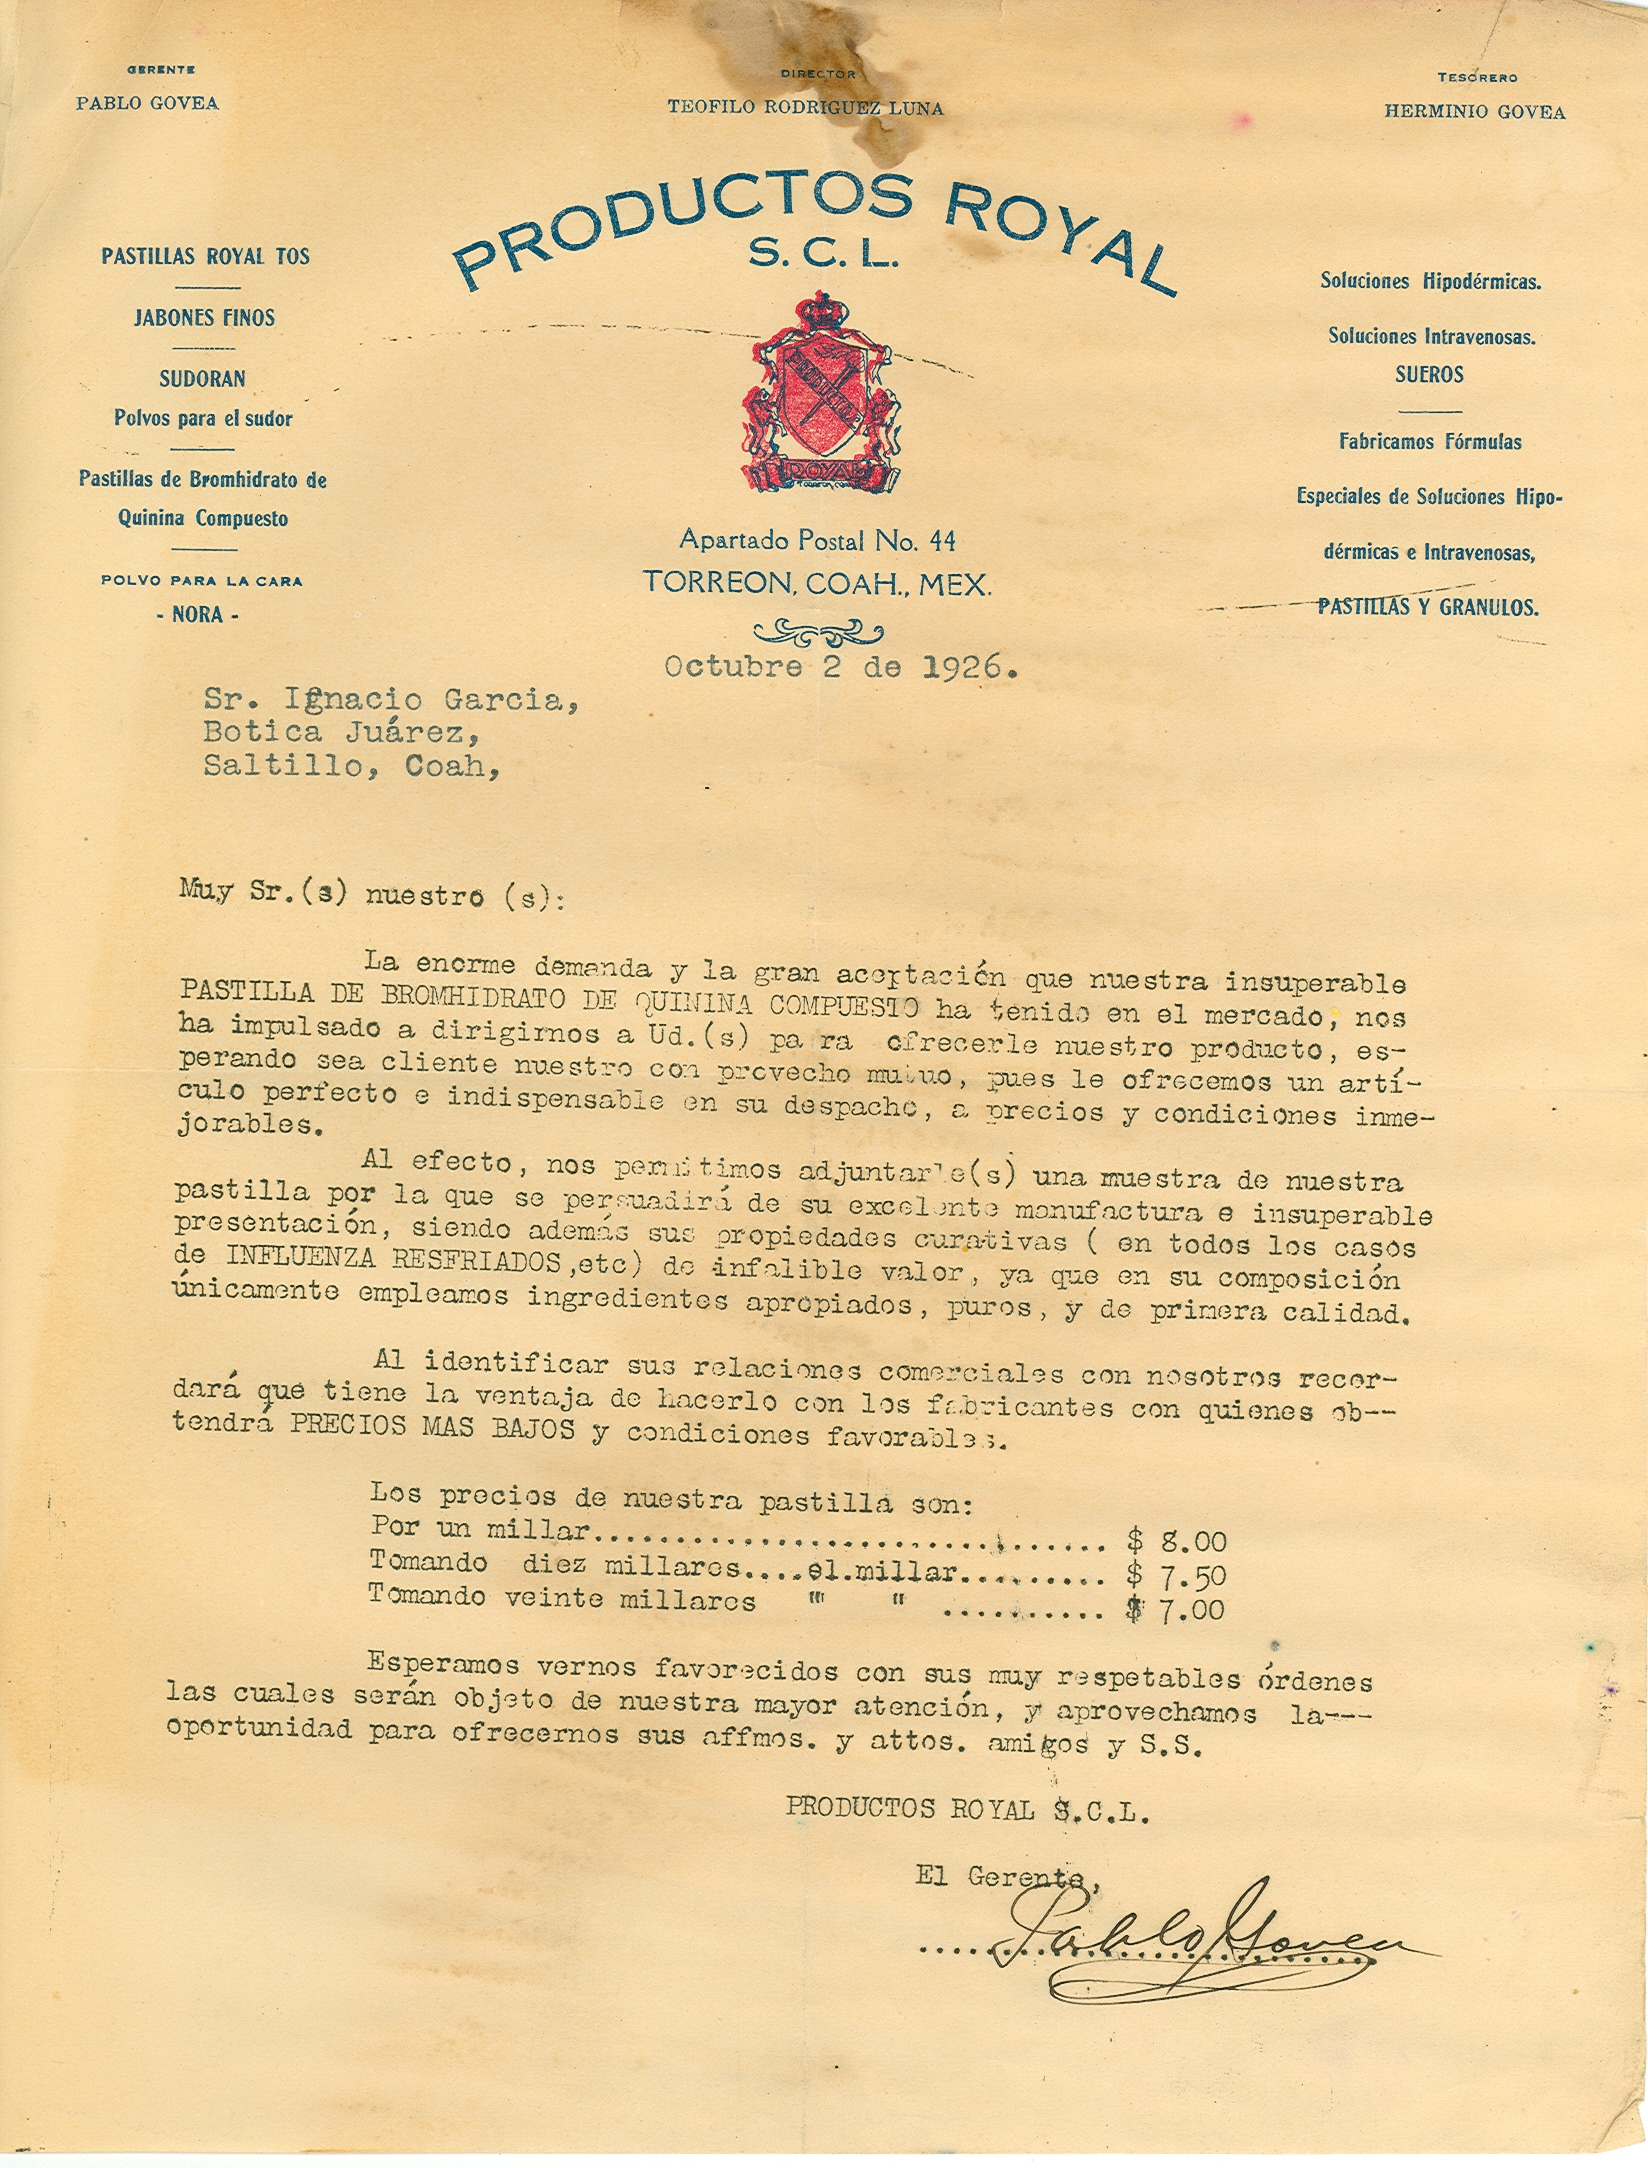 GERENTE
PABLO GOVEA
DIRECTOR
TEOFILO RODRIGUEZ LUNA
TESORERO
HERMINIO GOVEA
PRODUCTOS ROYAL
S. C. L.
PASTILLAS ROYAL TOS
JABONES FINOS
SUDORAN
Polvos para el sudor
Pastillas de Bromhidrato de
Quinina Compuesto
POLVO PARA LA CARA
- NORA -
PRODUCTOS
ROYAL
TORREON COAH.
Apartado Postal No. 44
TORREON, COAH., MEX.
Soluciones Hipodérmicas.
Soluciones Intravenosas.
SUEROS
Fabricamos Fórmulas
Especiales de Soluciones Hipo-
dérmicas e Intravenosas,
PASTILLAS Y GRANULOS.
Octubre 2 de 1926.
Sr. Ignacio Garcia,
Botica Juárez,
Saltillo, Coah,
Muy Sr.(s) nuestro (s):
La enorme demanda y la gran aceptación que nuestra insuperable
PASTILLA DE BROMHIDRATO DE QUININA COMPUESTO ha tenido en el mercado, nos
ha impulsado a dirigirnos a Ud.(s) pa ra ofrecerle nuestro producto, es-
perando sea cliente nuestro con provecho mutuo, pues le ofrecemos un artí-
culo perfecto e indispensable en su despacho, a precios y condiciones inme-
jorables.
Al efecto, nos permitimos adjuntarle(s) una muestra de nuestra
pastilla por la que se persuadirá de su excelente manufactura e insuperable
presentación, siendo además sus propiedades curativas ( en todos los casos
de INFLUENZA RESFRIADOS,etc) de infalible valor, ya que en su composición
únicamente empleamos ingredientes apropiados, puros, y de primera calidad.
Al identificar sus relaciones comerciales con nosotros recor-
dará que tiene la ventaja de hacerlo con los fabricantes con quienes ob--
tendrá PRECIOS MAS BAJOS y condiciones favorables.
Los precios de nuestra pastilla son:
Por un millar................................ $ 8.00
Tomando diez millares....el.millar......... $ 7.50
Tomando veinte millares " " .......... $ 7.00
Esperamos vernos favorecidos con sus muy respetables órdenes
las cuales serán objeto de nuestra mayor atención, y aprovechamos la---
oportunidad para ofrecernos sus affmos. y attos. amigos y S.S.
PRODUCTOS ROYAL S.C.L.
El Gerente,
Pablo Govea